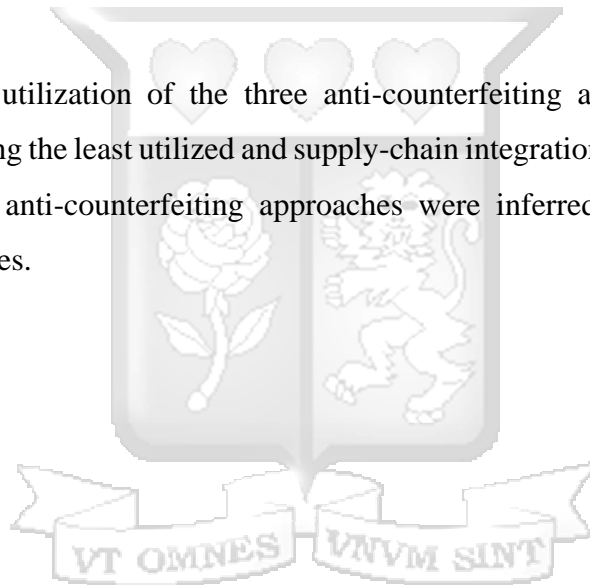 utilization of the three anti-counterfeiting a
ng the least utilized and supply-chain integration
anti-counterfeiting approaches were inferred
es.
VT OMNES VNVM SINT